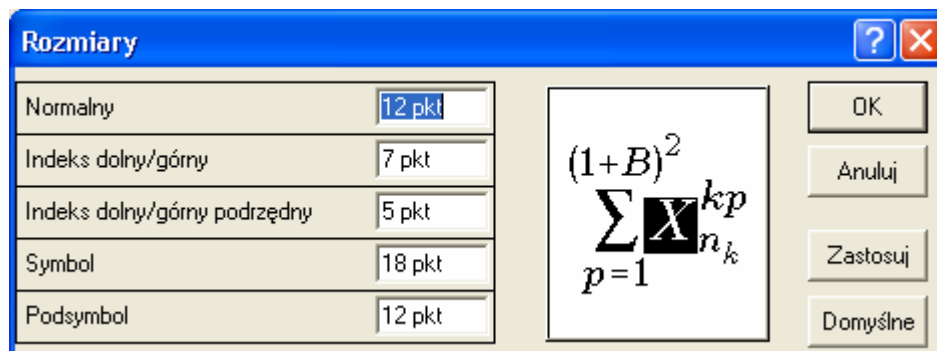 Rozmiary
Normalny 12 pkt
Indeks dolny/górny 7 pkt
Indeks dolny/górny podrzędny 5 pkt
Symbol 18 pkt
Podsymbol 12 pkt
(1+B)²
∑ X kp
n k
p=1
OK
Anuluj
Zastosuj
Domyślne